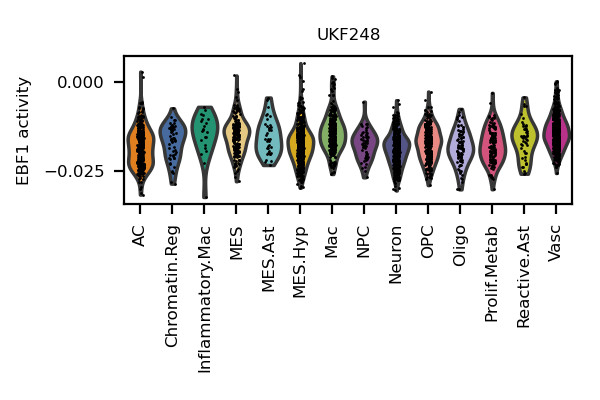 UKF248
EBF1 activity
0.000
−0.025
AC
Chromatin.Reg
Inflammatory.Mac
MES
MES.Ast
MES.Hyp
Mac
NPC
Neuron
OPC
Oligo
Prolif.Metab
Reactive.Ast
Vasc